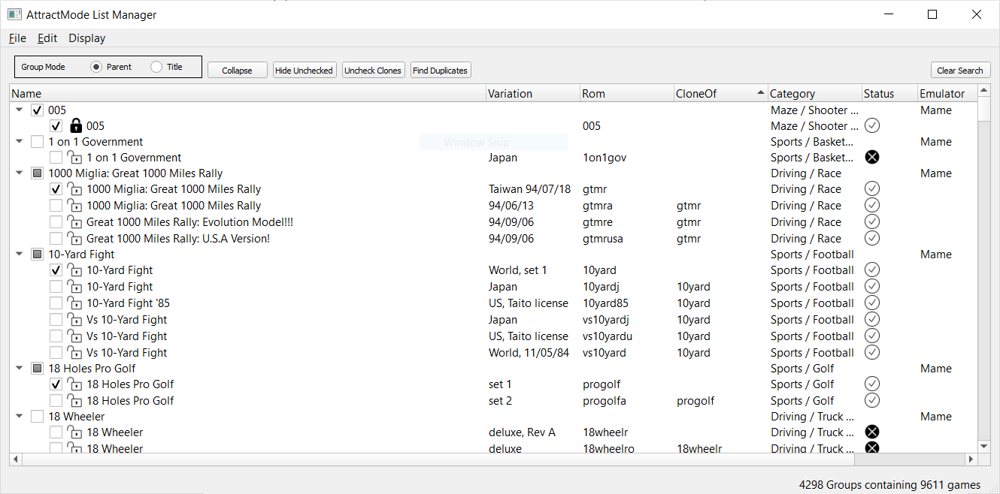 AttractMode List Manager
File Edit Display
Group Mode Parent Title Collapse Hide Unchecked Uncheck Clones Find Duplicates Clear Search
Name Variation Rom CloneOf Category Status Emulator
005 Maze / Shooter ... Mame
005 005 Maze / Shooter ...
1 on 1 Government Window Snip Sports / Basket... Mame
1 on 1 Government Japan 1on1gov Sports / Basket...
1000 Miglia: Great 1000 Miles Rally Driving / Race Mame
1000 Miglia: Great 1000 Miles Rally Taiwan 94/07/18 gtmr Driving / Race
1000 Miglia: Great 1000 Miles Rally 94/06/13 gtmra gtmr Driving / Race
Great 1000 Miles Rally: Evolution Model!!! 94/09/06 gtmre gtmr Driving / Race
Great 1000 Miles Rally: U.S.A Version! 94/09/06 gtmrusa gtmr Driving / Race
10-Yard Fight Sports / Football Mame
10-Yard Fight World, set 1 10yard Sports / Football
10-Yard Fight Japan 10yardj 10yard Sports / Football
10-Yard Fight '85 US, Taito license 10yard85 10yard Sports / Football
Vs 10-Yard Fight Japan vs10yardj 10yard Sports / Football
Vs 10-Yard Fight US, Taito license vs10yardu 10yard Sports / Football
Vs 10-Yard Fight World, 11/05/84 vs10yard 10yard Sports / Football
18 Holes Pro Golf Sports / Golf Mame
18 Holes Pro Golf set 1 progolf Sports / Golf
18 Holes Pro Golf set 2 progolfa progolf Sports / Golf
18 Wheeler Driving / Truck ... Mame
18 Wheeler deluxe, Rev A 18wheelr Driving / Truck ...
18 Wheeler deluxe 18wheelro 18wheelr Driving / Truck ...
4298 Groups containing 9611 games